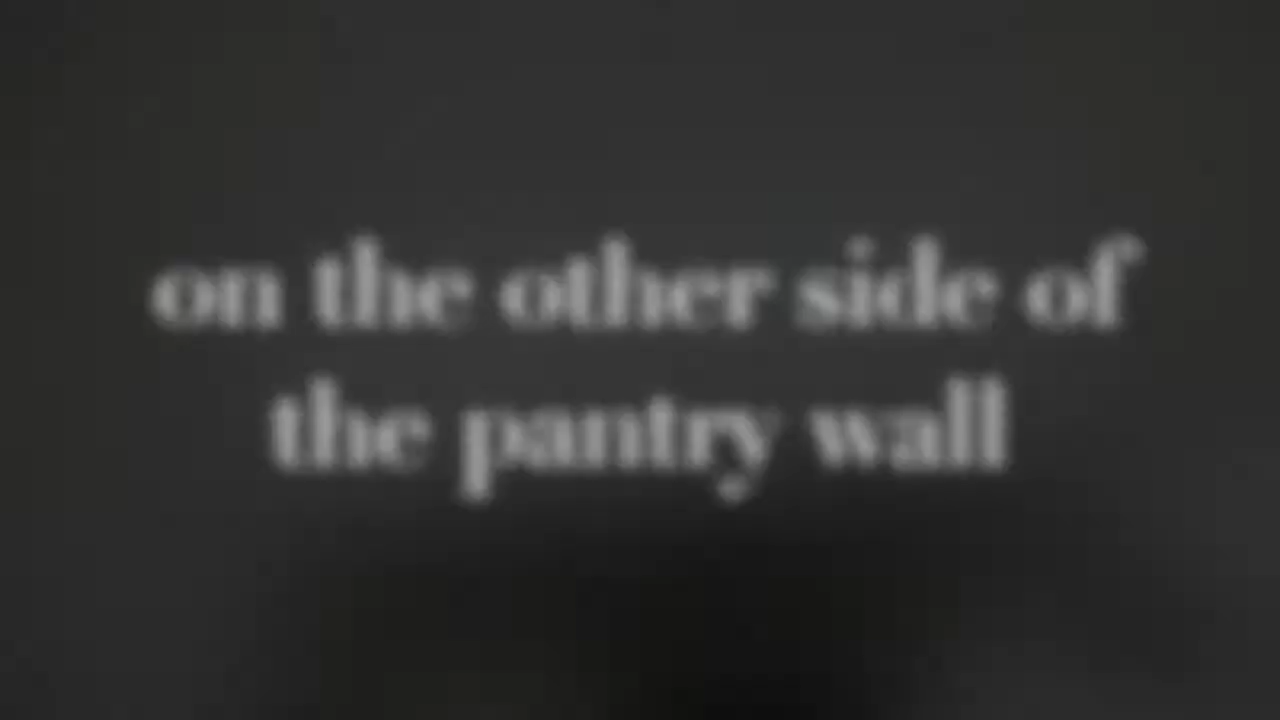 on the other side of
the pantry wall